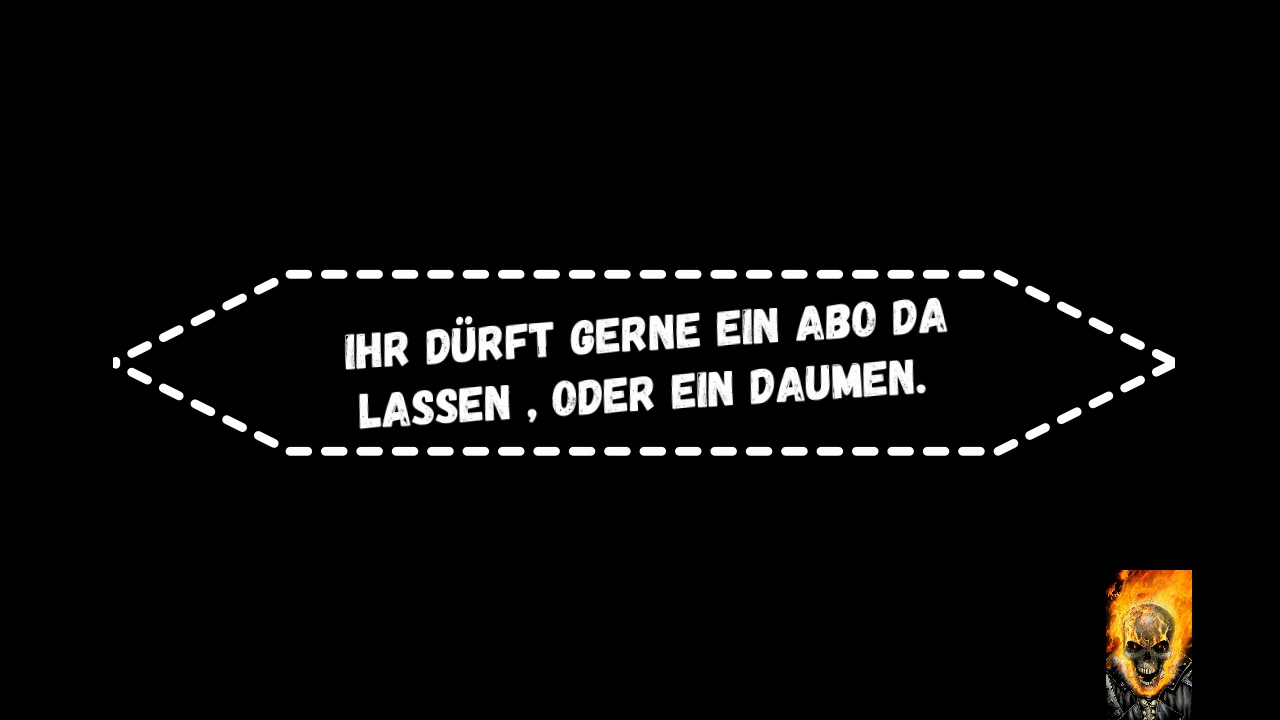 IHR DÜRFT GERNE EIN ABO DA
LASSEN , ODER EIN DAUMEN.